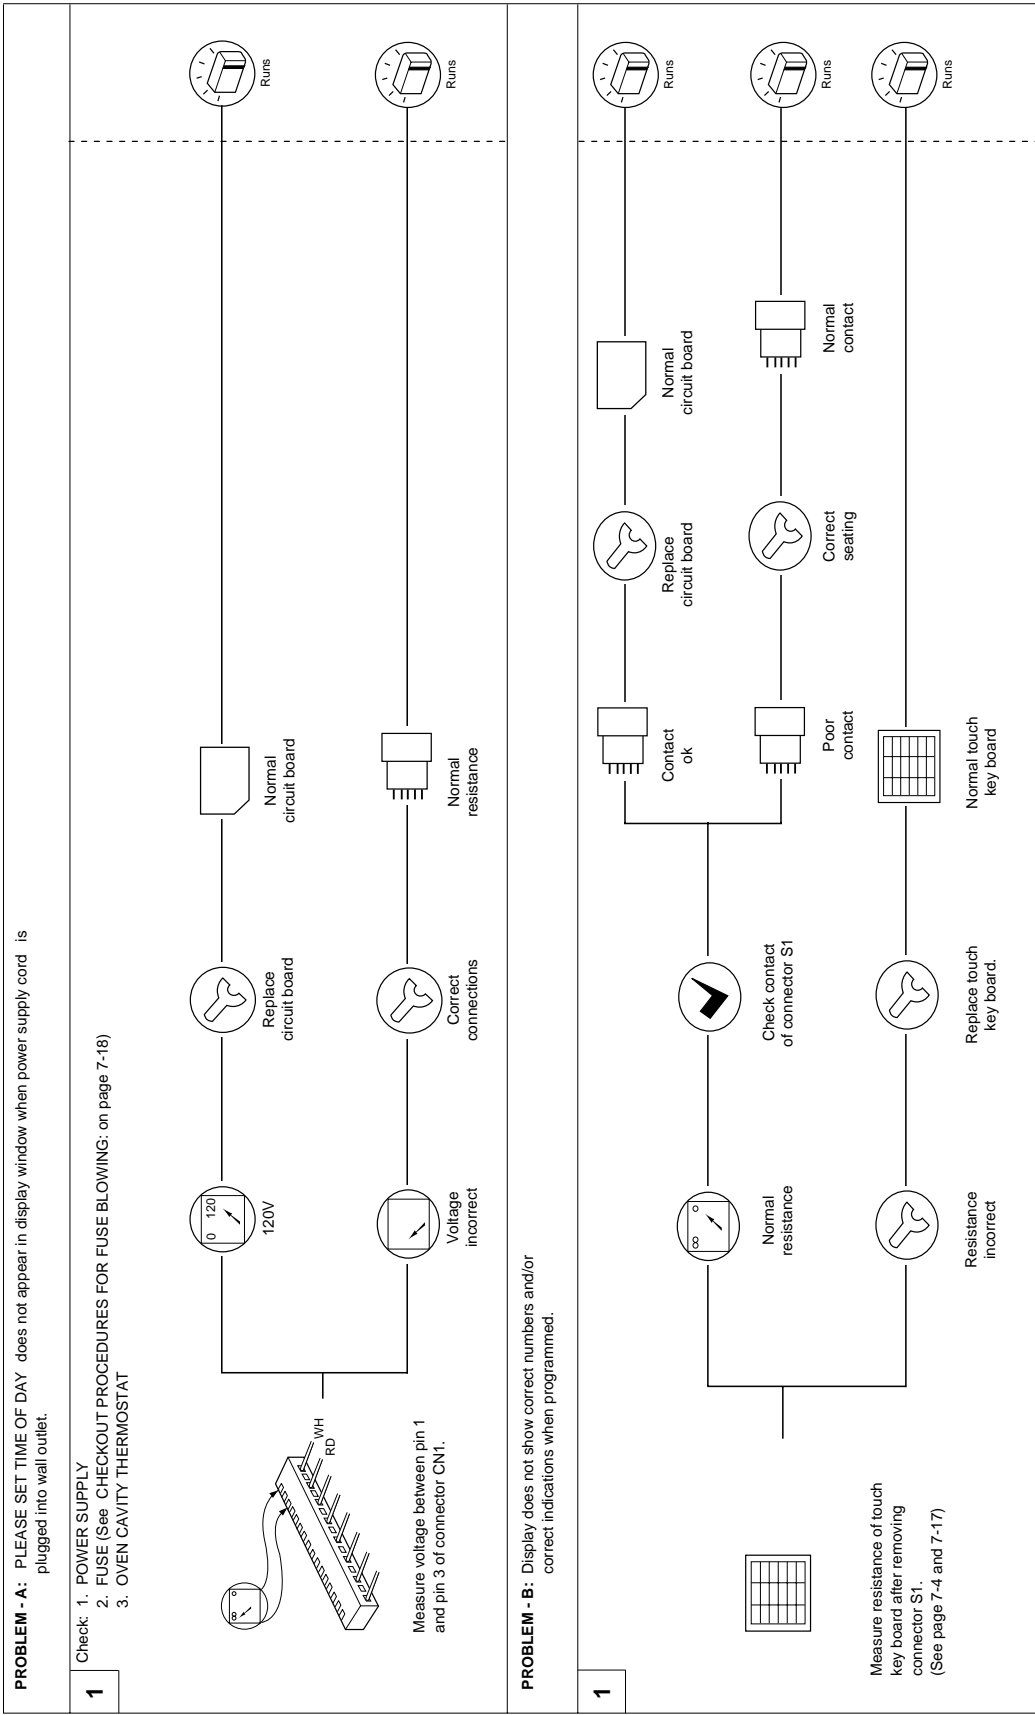 PROBLEM - A: PLEASE SET TIME OF DAY does not appear in display window when power supply cord is
plugged into wall outlet.
1
Check: 1. POWER SUPPLY
2. FUSE (See CHECKOUT PROCEDURES FOR FUSE BLOWING: on page 7-18)
3. OVEN CAVITY THERMOSTAT
8
0
WH
RD
Measure voltage between pin 1
and pin 3 of connector CN1.
0 120
120V
Replace
circuit board
Normal
circuit board
Runs
Voltage
incorrect
Correct
connections
Normal
resistance
Runs
PROBLEM - B: Display does not show correct numbers and/or
correct indications when programmed.
1
Measure resistance of touch
key board after removing
connector S1.
(See page 7-4 and 7-17)
∞ 0
Normal
resistance
Check contact
of connector S1
Contact
ok
Replace
circuit board
Normal
circuit board
Runs
Poor
contact
Correct
seating
Normal
contact
Runs
Resistance
incorrect
Replace touch
key board.
Normal touch
key board
Runs